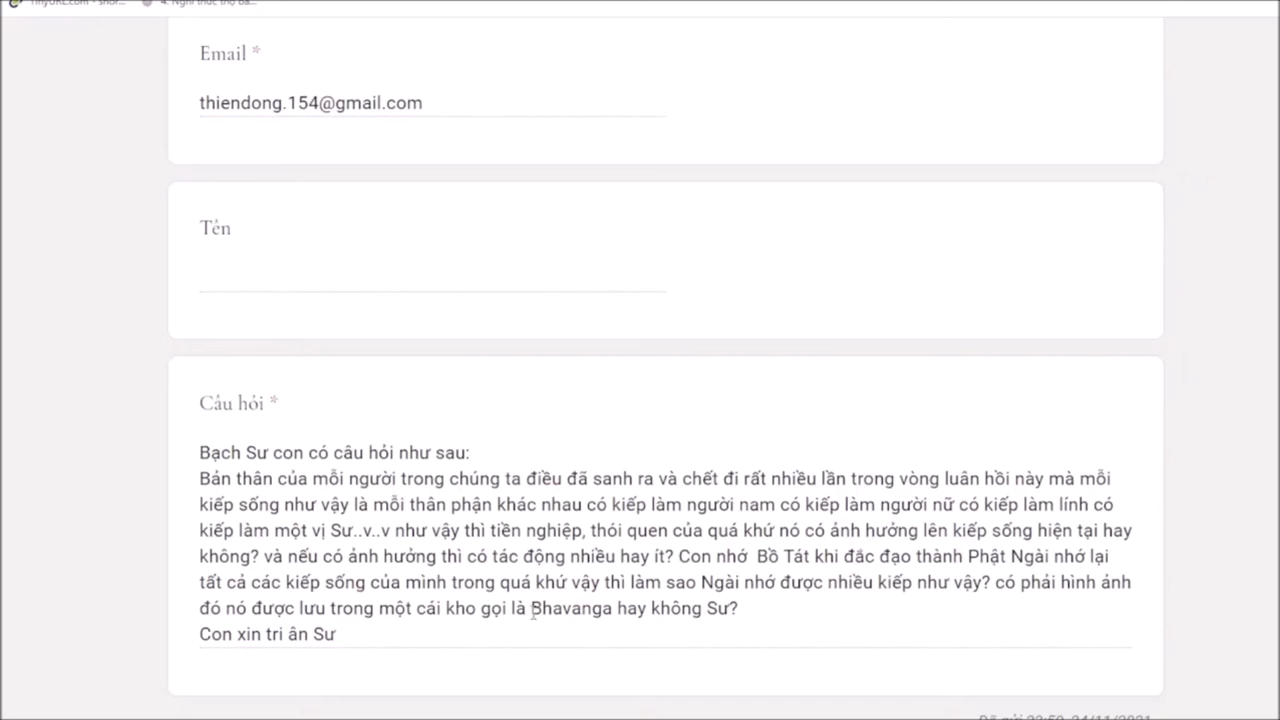 Email *
thiendong.154@gmail.com
Tên
Câu hỏi *
Bạch Sư con có câu hỏi như sau:
Bản thân của mỗi người trong chúng ta điều đã sanh ra và chết đi rất nhiều lần trong vòng luân hồi này mà mỗi
kiếp sống như vậy là mỗi thân phận khác nhau có kiếp làm người nam có kiếp làm người nữ có kiếp làm lính có
kiếp làm một vị Sư..v..v như vậy thì tiền nghiệp, thói quen của quá khứ nó có ảnh hưởng lên kiếp sống hiện tại hay
không? và nếu có ảnh hưởng thì có tác động nhiều hay ít? Con nhớ Bồ Tát khi đắc đạo thành Phật Ngài nhớ lại
tất cả các kiếp sống của mình trong quá khứ vậy thì làm sao Ngài nhớ được nhiều kiếp như vậy? có phải hình ảnh
đó nó được lưu trong một cái kho gọi là Bhavanga hay không Sư?
Con xin tri ân Sư